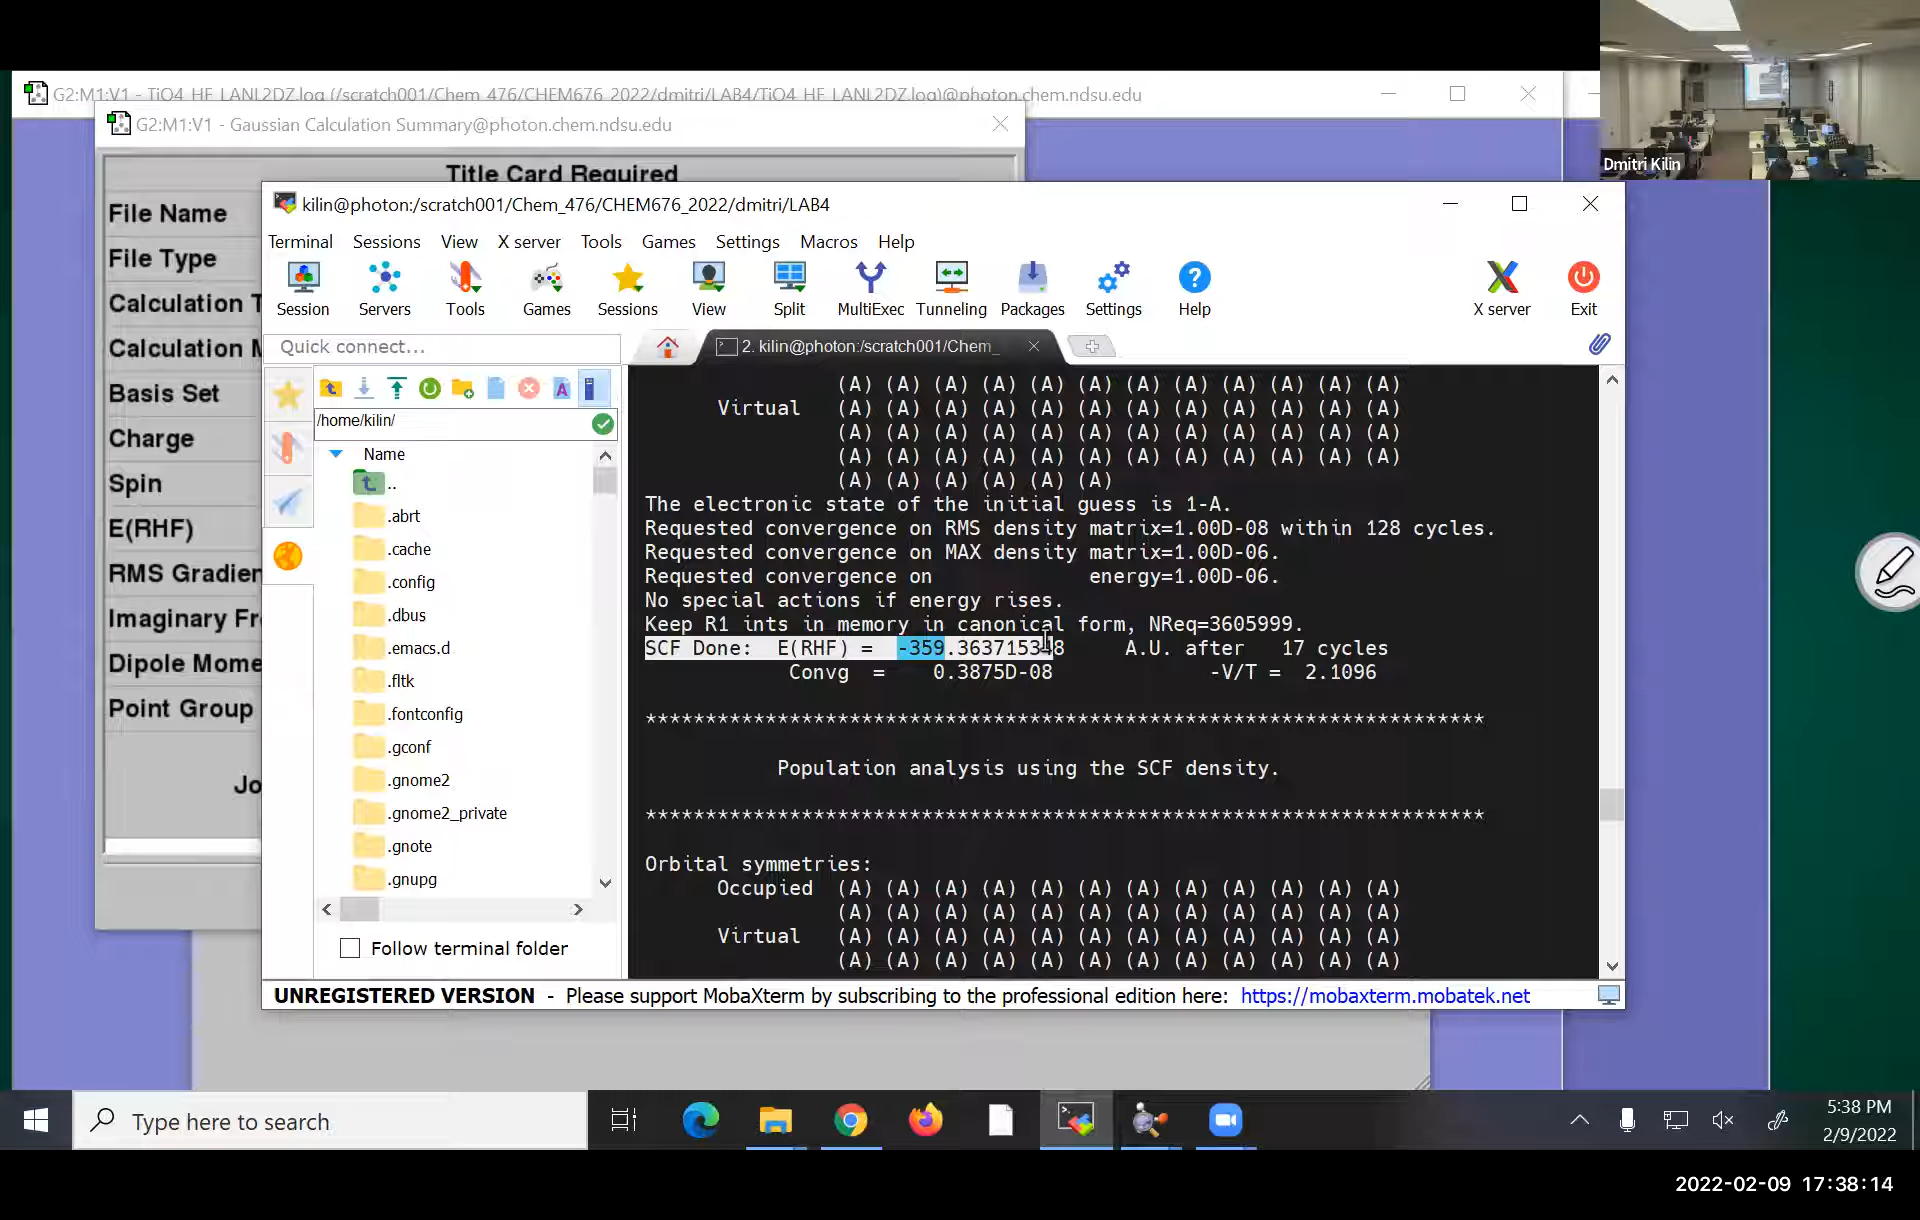 G2:M1:V1 - TiO4_HF_LANL2DZ.log (/scratch001/Chem_476/CHEM676_2022/dmitri/LAB4/TiO4_HF_LANL2DZ.log)@photon.chem.ndsu.edu
G2:M1:V1 - Gaussian Calculation Summary@photon.chem.ndsu.edu
Dmitri Kilin
Title Card Required
File Name
File Type
Calculation T
Calculation M
Basis Set
Charge
Spin
E(RHF)
RMS Gradien
Imaginary Fr
Dipole Mome
Point Group
Jo
kilin@photon:/scratch001/Chem_476/CHEM676_2022/dmitri/LAB4
Terminal Sessions View X server Tools Games Settings Macros Help
Session Servers Tools Games Sessions View Split MultiExec Tunneling Packages Settings Help X server Exit
Quick connect...
2. kilin@photon:/scratch001/Chem_
/home/kilin/
Name
..
.abrt
.cache
.config
.dbus
.emacs.d
.fltk
.fontconfig
.gconf
.gnome2
.gnome2_private
.gnote
.gnupg
Follow terminal folder
(A) (A) (A) (A) (A) (A) (A) (A) (A) (A) (A) (A)
Virtual (A) (A) (A) (A) (A) (A) (A) (A) (A) (A) (A) (A)
(A) (A) (A) (A) (A) (A) (A) (A) (A) (A) (A) (A)
(A) (A) (A) (A) (A) (A) (A) (A) (A) (A) (A) (A)
(A) (A) (A) (A) (A) (A)
The electronic state of the initial guess is 1-A.
Requested convergence on RMS density matrix=1.00D-08 within 128 cycles.
Requested convergence on MAX density matrix=1.00D-06.
Requested convergence on energy=1.00D-06.
No special actions if energy rises.
Keep R1 ints in memory in canonical form, NReq=3605999.
SCF Done: E(RHF) = -359.363715348 A.U. after 17 cycles
Convg = 0.3875D-08 -V/T = 2.1096
**********************************************************************
Population analysis using the SCF density.
**********************************************************************
Orbital symmetries:
Occupied (A) (A) (A) (A) (A) (A) (A) (A) (A) (A) (A) (A)
(A) (A) (A) (A) (A) (A) (A) (A) (A) (A) (A) (A)
Virtual (A) (A) (A) (A) (A) (A) (A) (A) (A) (A) (A) (A)
(A) (A) (A) (A) (A) (A) (A) (A) (A) (A) (A) (A)
UNREGISTERED VERSION - Please support MobaXterm by subscribing to the professional edition here: https://mobaxterm.mobatek.net
Type here to search
5:38 PM
2/9/2022
2022-02-09 17:38:14